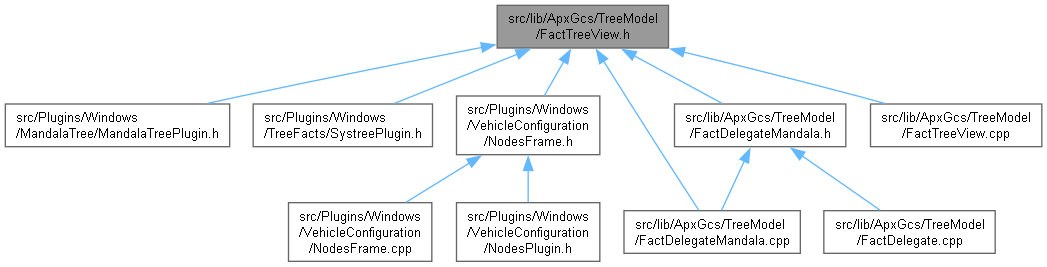 src/lib/ApxGcs/TreeModel
/FactTreeView.h
src/Plugins/Windows
/MandalaTree/MandalaTreePlugin.h
src/Plugins/Windows
/TreeFacts/SystreePlugin.h
src/Plugins/Windows
/VehicleConfiguration
/NodesFrame.h
src/lib/ApxGcs/TreeModel
/FactDelegateMandala.h
src/lib/ApxGcs/TreeModel
/FactTreeView.cpp
src/Plugins/Windows
/VehicleConfiguration
/NodesFrame.cpp
src/Plugins/Windows
/VehicleConfiguration
/NodesPlugin.h
src/lib/ApxGcs/TreeModel
/FactDelegateMandala.cpp
src/lib/ApxGcs/TreeModel
/FactDelegate.cpp